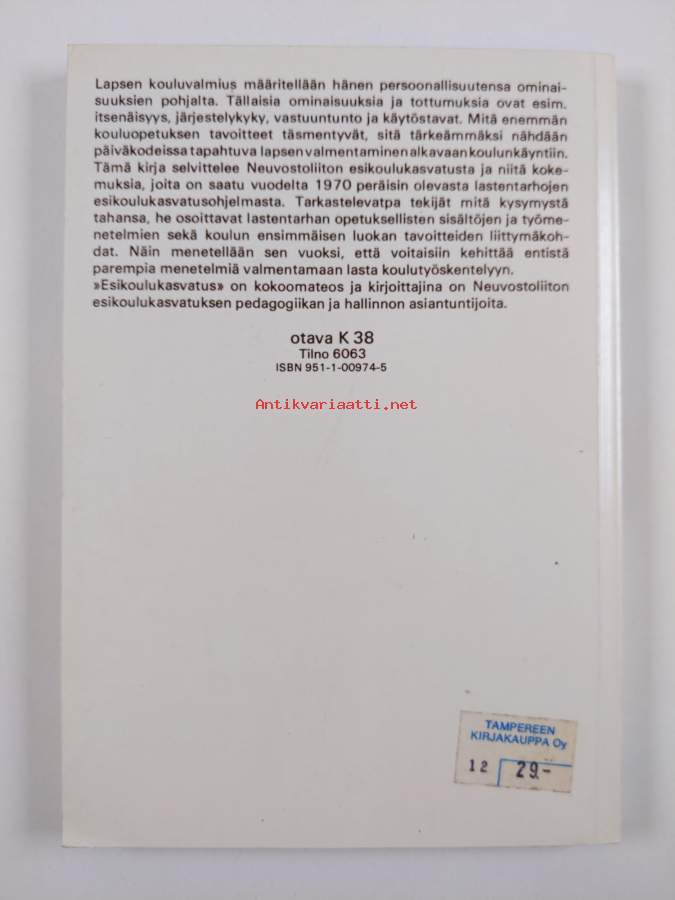 Lapsen kouluvalmius määritellään hänen persoonallisuutensa ominai-
suuksien pohjalta. Tällaisia ominaisuuksia ja tottumuksia ovat esim.
itsenäisyys, järjestelykyky, vastuuntunto ja käytöstavat. Mitä enemmän
kouluopetuksen tavoitteet täsmentyvät, sitä tärkeämmäksi nähdään
päiväkodeissa tapahtuva lapsen valmentaminen alkavaan koulunkäyntiin.
Tämä kirja selvittelee Neuvostoliiton esikoulukasvatusta ja niitä koke-
muksia, joita on saatu vuodelta 1970 peräisin olevasta lastentarhojen
esikoulukasvatusohjelmasta. Tarkastelevatpa tekijät mitä kysymystä
tahansa, he osoittavat lastentarhan opetuksellisten sisältöjen ja työme-
netelmien sekä koulun ensimmäisen luokan tavoitteiden liittymäkoh-
dat. Näin menetellään sen vuoksi, että voitaisiin kehittää entistä
parempia menetelmiä valmentamaan lasta koulutyöskentelyyn.
»Esikoulukasvatus» on kokoomateos ja kirjoittajina on Neuvostoliiton
esikoulukasvatuksen pedagogiikan ja hallinnon asiantuntijoita.
otava K 38
Tilno 6063
ISBN 951-1-00974-5
Antikvariaatti.net
TAMPEREEN
KIRJAKAUPPA Oy
12 29.-